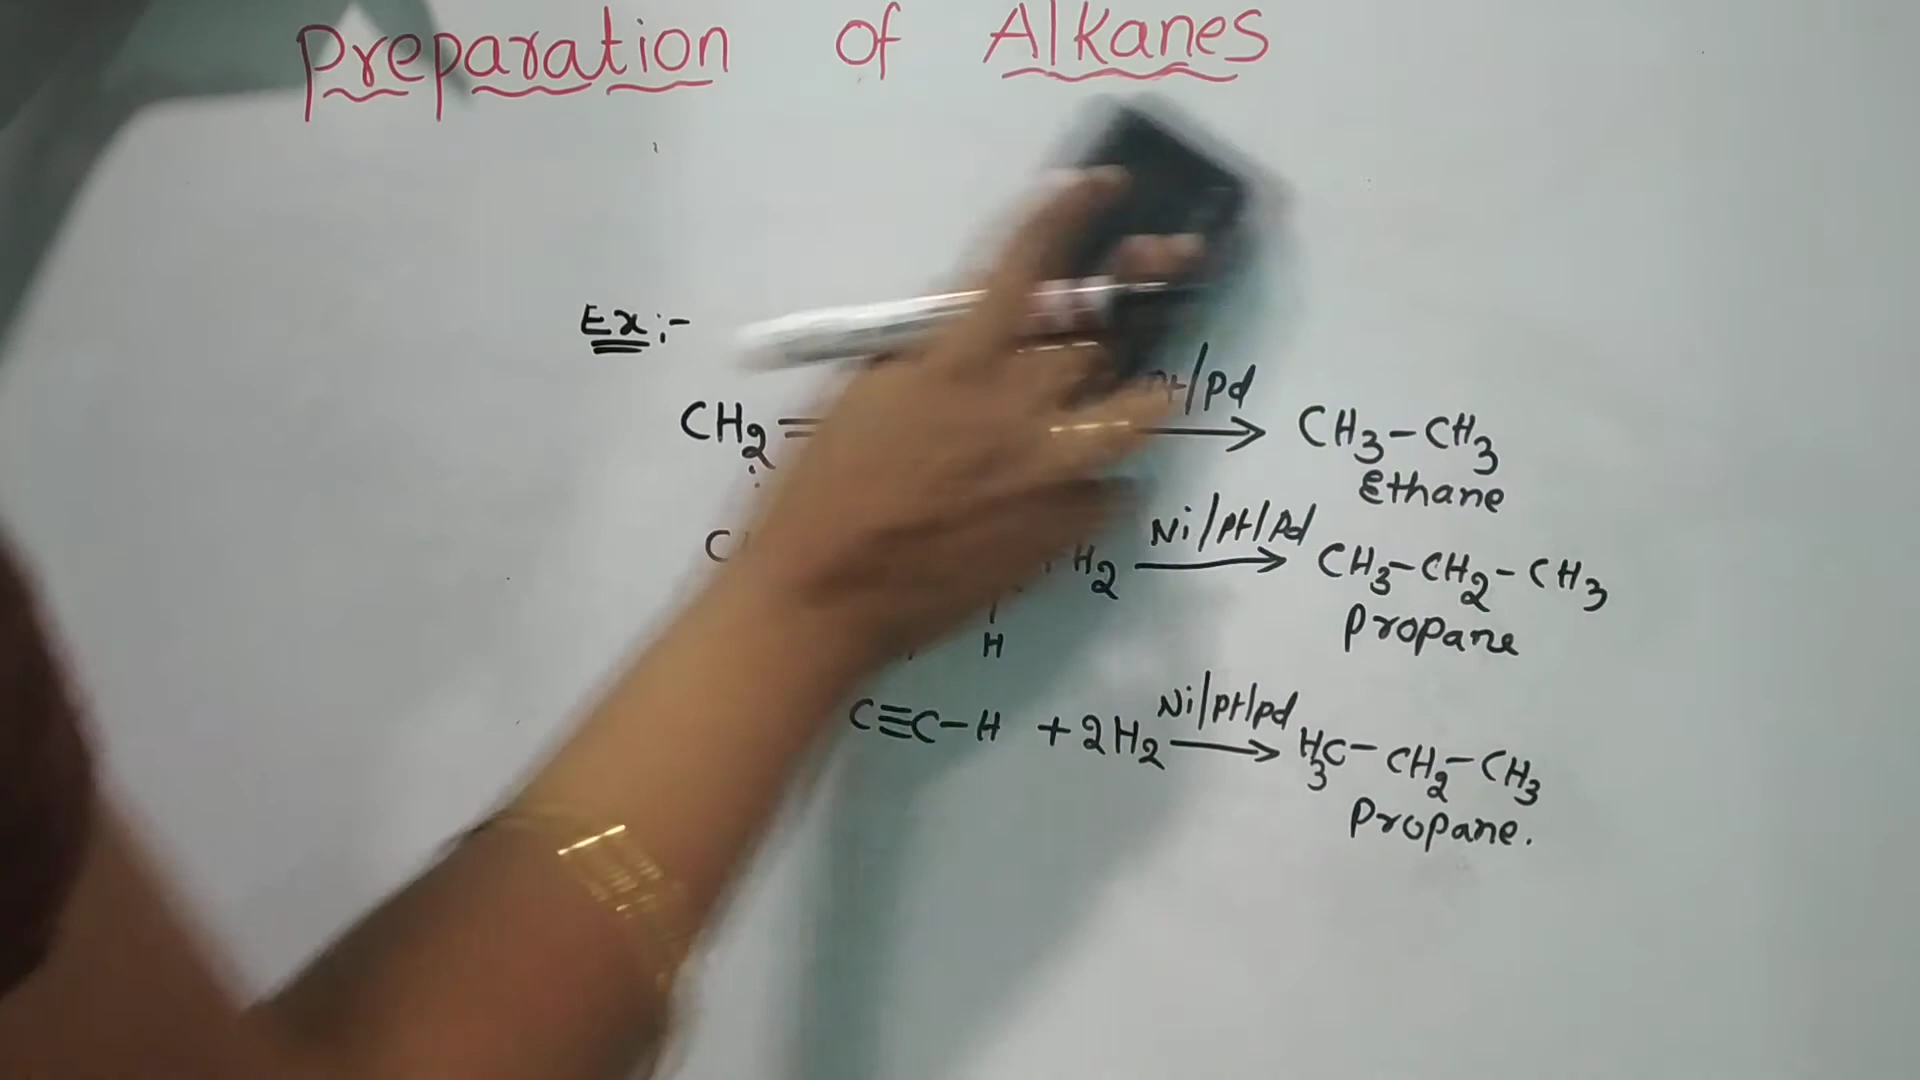 Preparation of Alkanes
Ex:-
CH2= Pt/Pd → CH3-CH3
Ethane
C H2 Ni/Pt/Pd → CH3-CH2-CH3
H
Propane
C≡C-H +2H2 Ni/Pt/Pd → H3C-CH2-CH3
Propane.